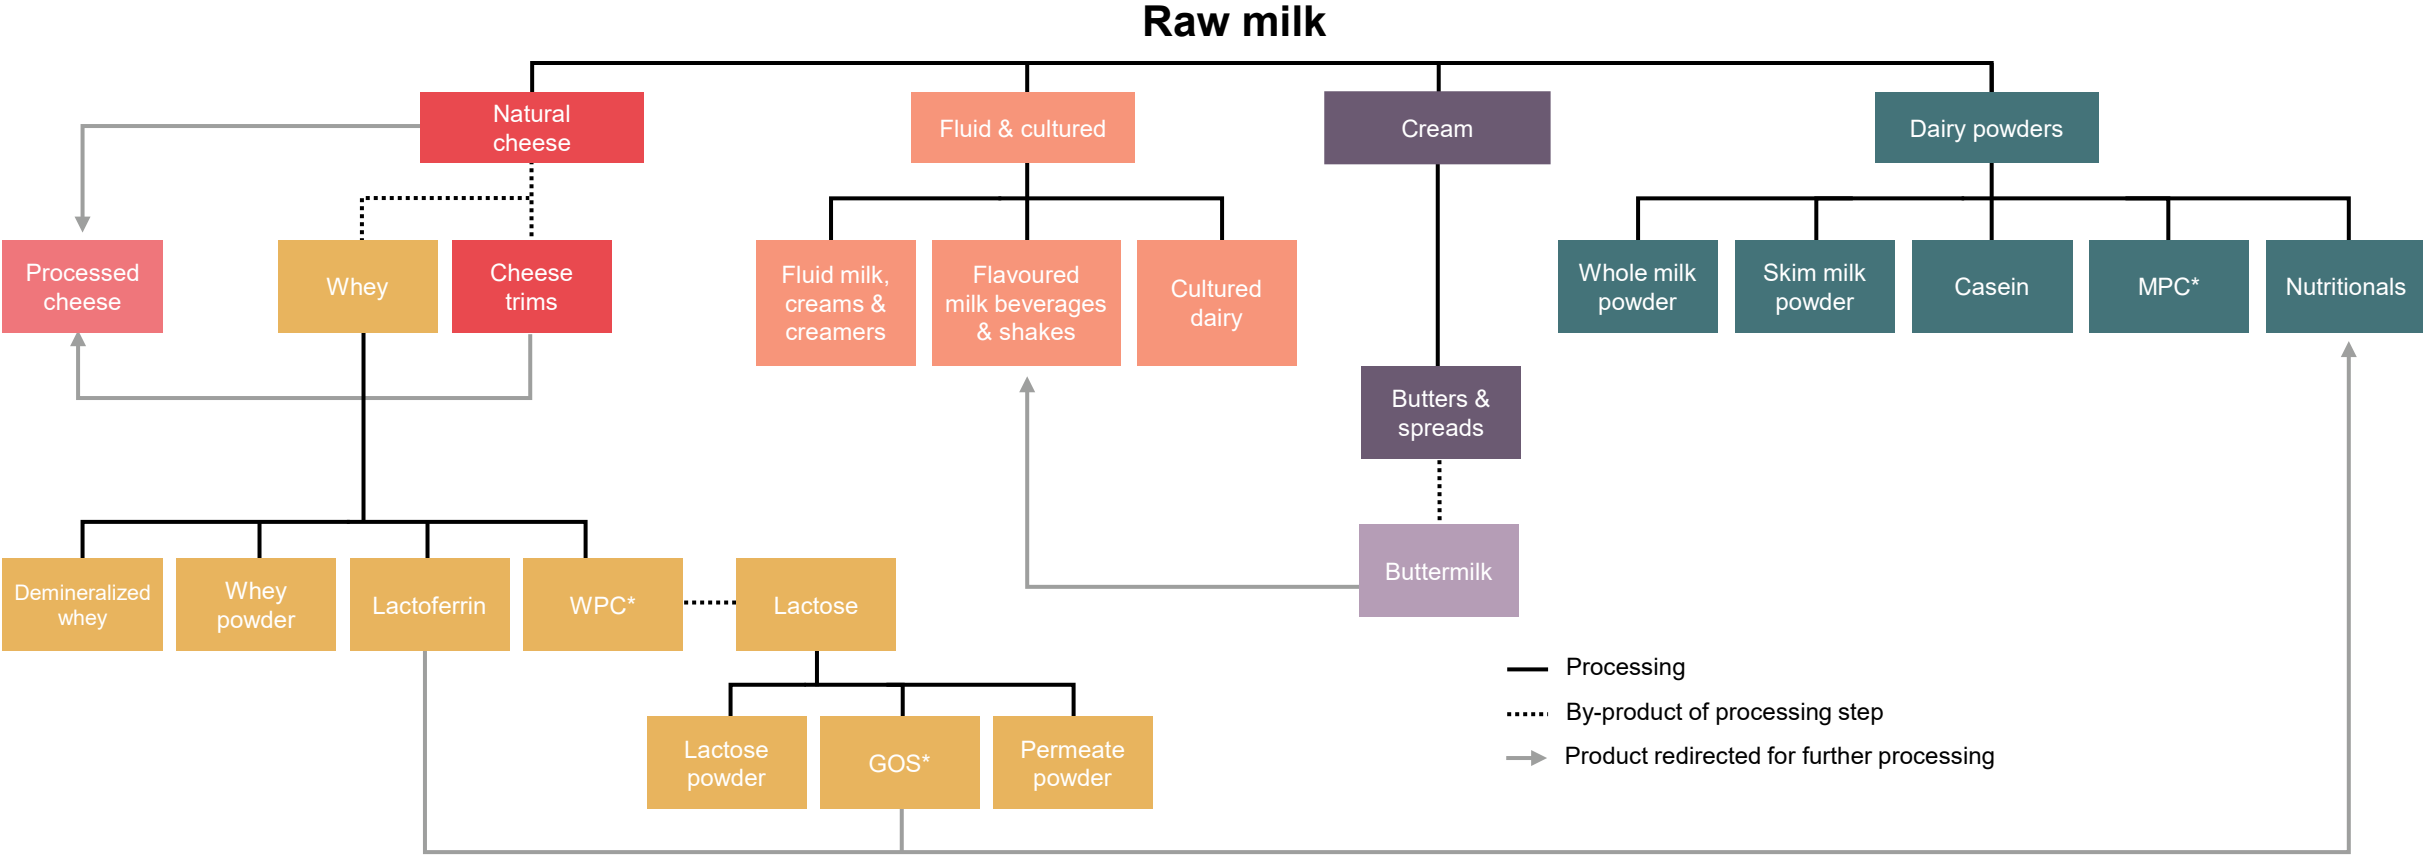 Raw milk
Natural
cheese
Fluid & cultured
Cream
Dairy powders
Processed
cheese
Whey
Cheese
trims
Fluid milk,
creams &
creamers
Flavoured
milk beverages
& shakes
Cultured
dairy
Whole milk
powder
Skim milk
powder
Casein
MPC*
Nutritionals
Butters &
spreads
Buttermilk
Demineralized
whey
Whey
powder
Lactoferrin
WPC*
Lactose
Lactose
powder
GOS*
Permeate
powder
Processing
By-product of processing step
Product redirected for further processing